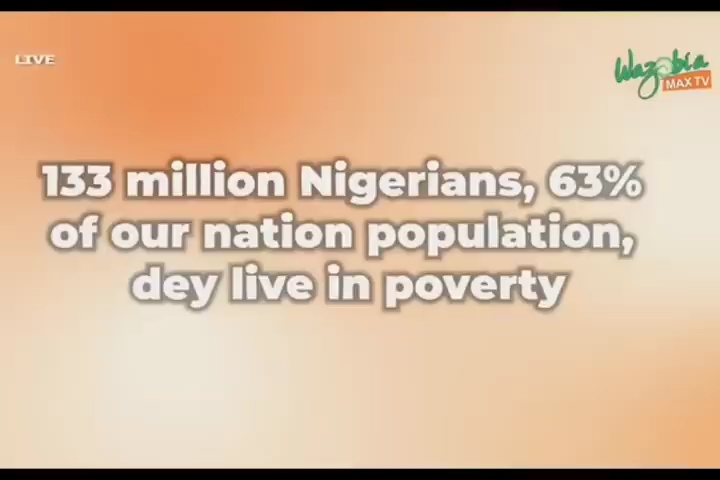 LIVE
Wazobia
MAX TV
133 million Nigerians, 63%
of our nation population,
dey live in poverty